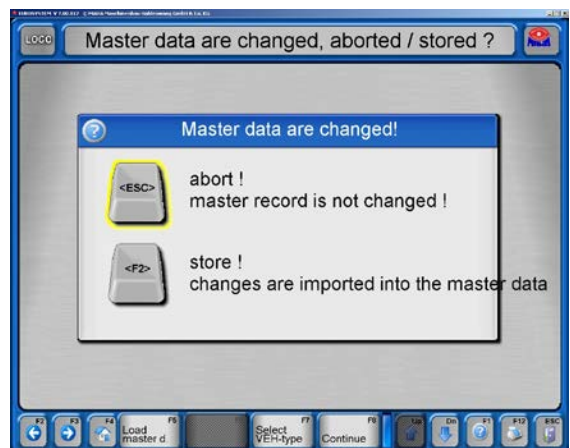 LOGO
Master data are changed, aborted / stored ?
Master data are changed!
<ESC>
abort !
master record is not changed !
<F2>
store !
changes are imported into the master data
F2
F3
F4
F5
Load
master d
F7
Select
VEH-type
F8
Continue
Up
Dn
F1
F12
ESC